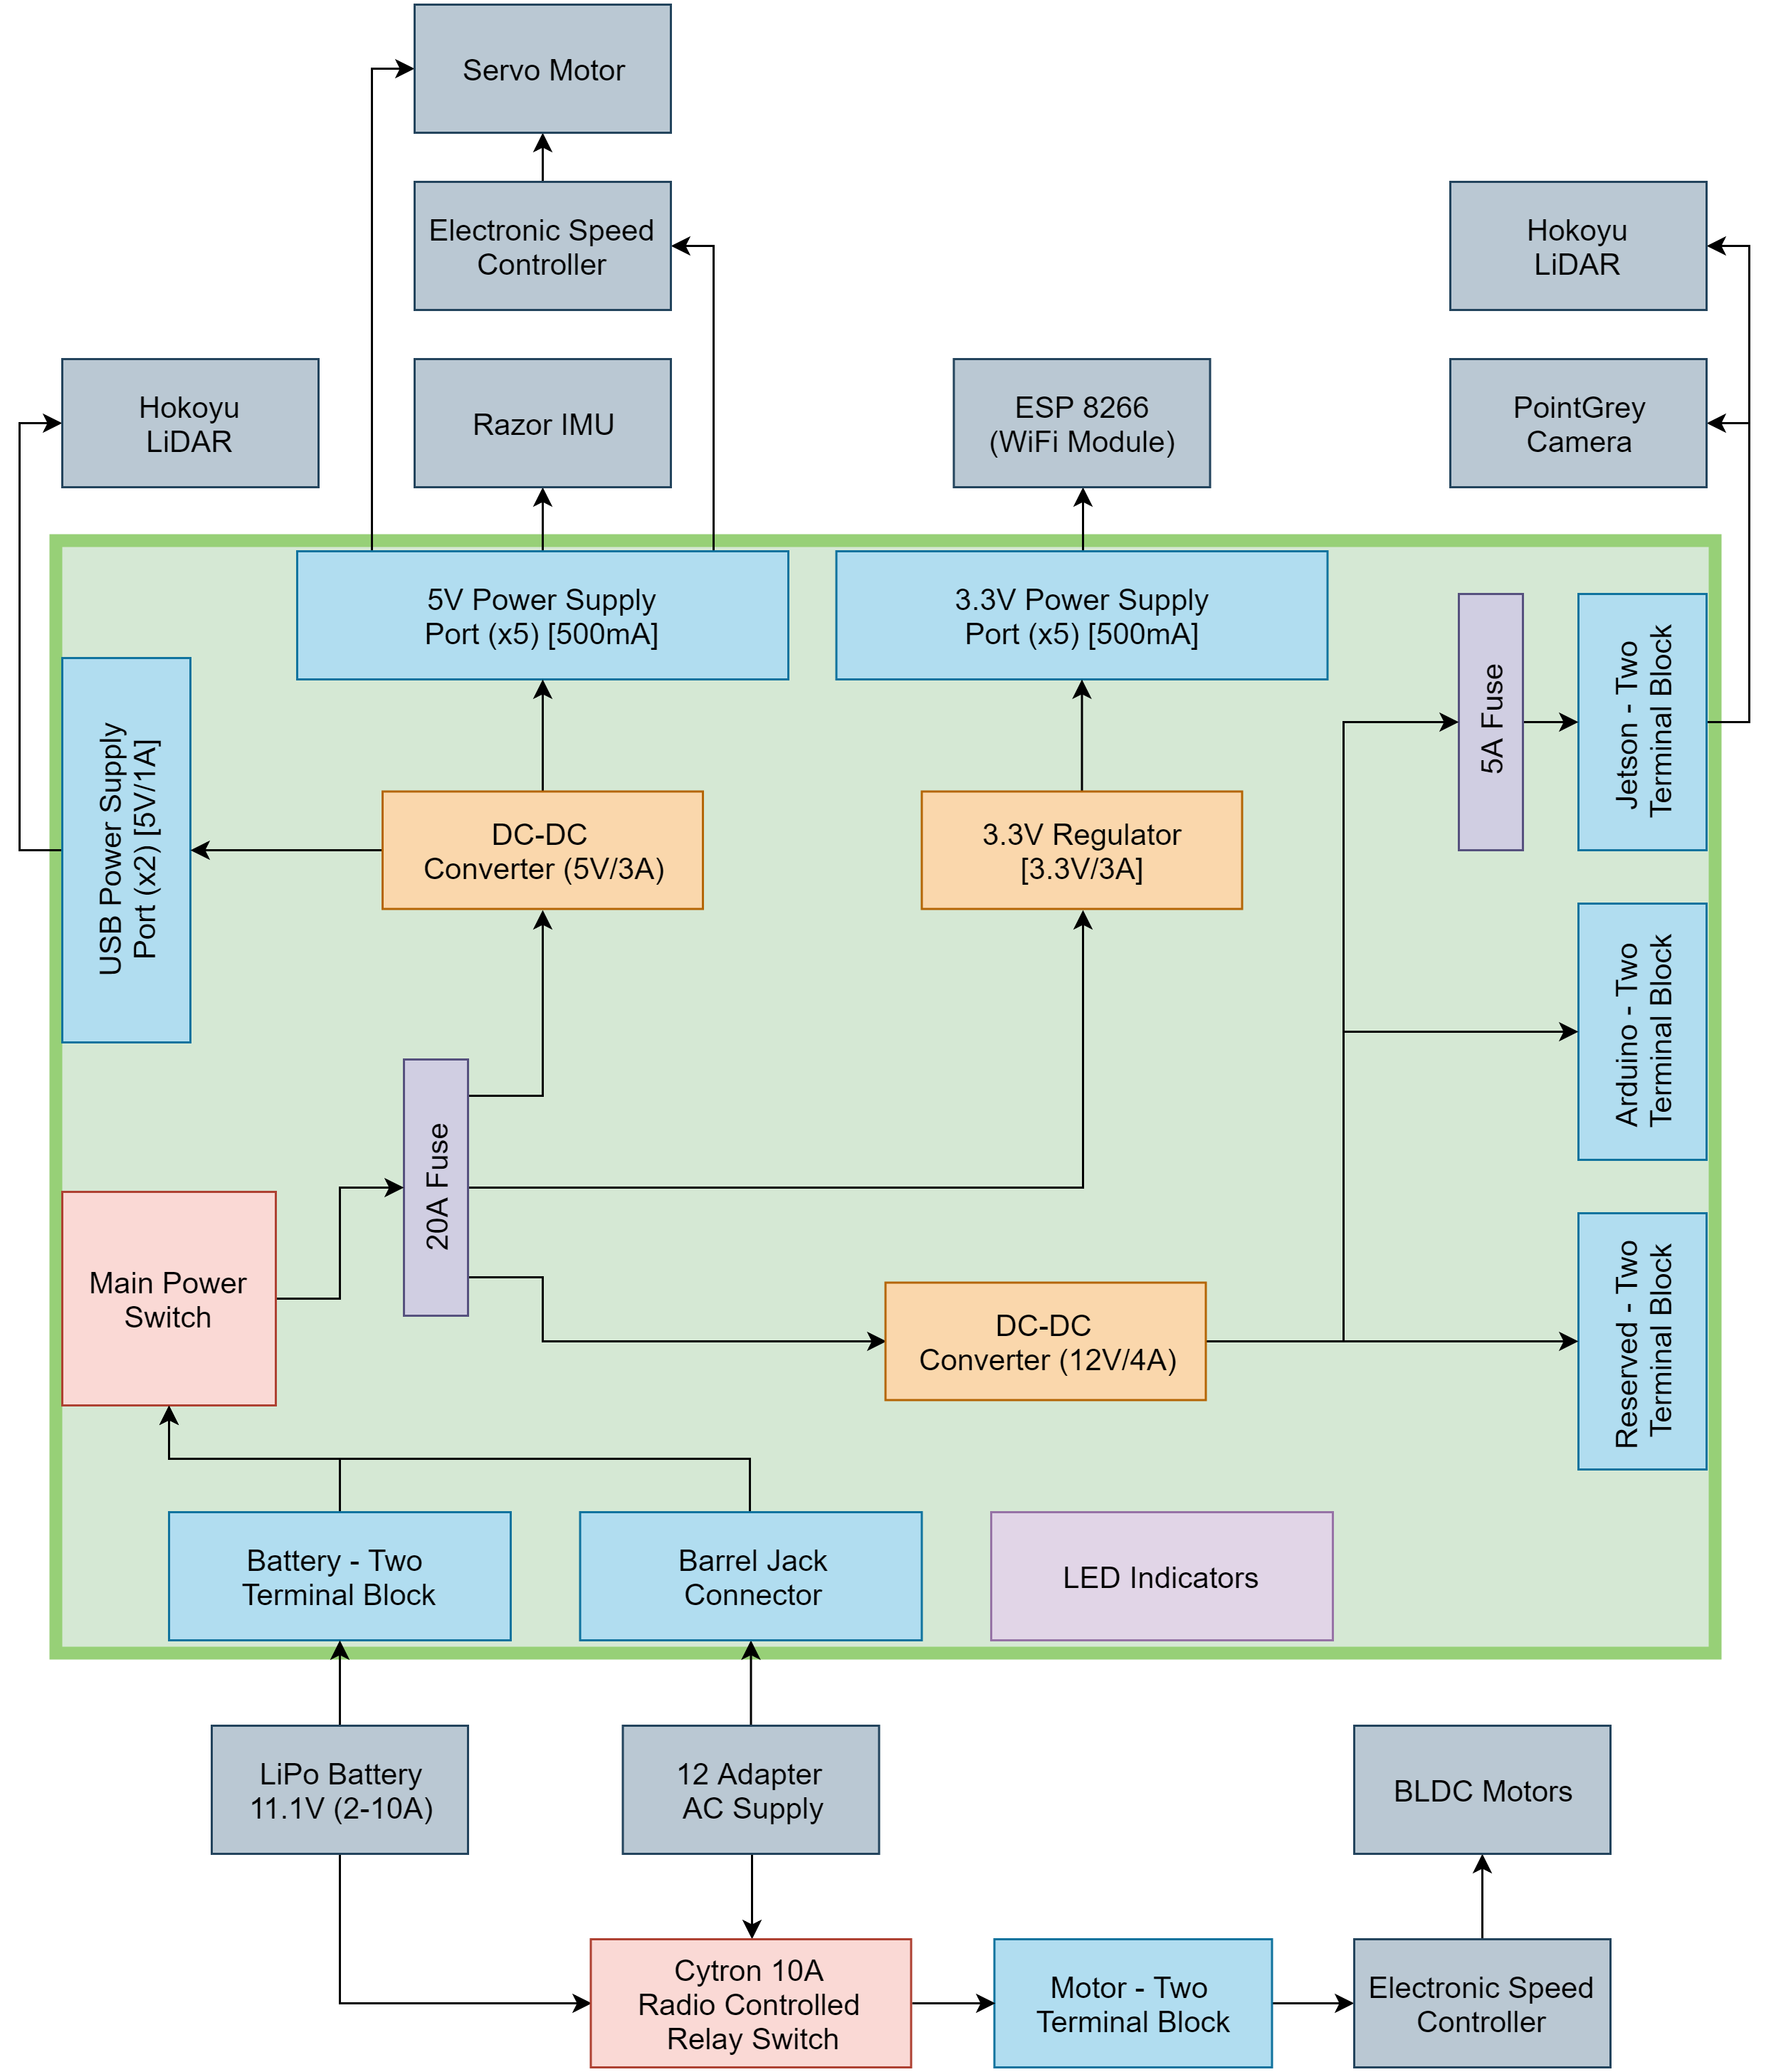 Servo Motor
Electronic Speed
Controller
Hokoyu
LiDAR
Hokoyu
LiDAR
Razor IMU
ESP 8266
(WiFi Module)
PointGrey
Camera
5V Power Supply
Port (x5) [500mA]
3.3V Power Supply
Port (x5) [500mA]
5A Fuse
Jetson - Two
Terminal Block
USB Power Supply
Port (x2) [5V/1A]
DC-DC
Converter (5V/3A)
3.3V Regulator
[3.3V/3A]
Arduino - Two
Terminal Block
20A Fuse
Main Power
Switch
DC-DC
Converter (12V/4A)
Reserved - Two
Terminal Block
Battery - Two
Terminal Block
Barrel Jack
Connector
LED Indicators
LiPo Battery
11.1V (2-10A)
12 Adapter
AC Supply
BLDC Motors
Cytron 10A
Radio Controlled
Relay Switch
Motor - Two
Terminal Block
Electronic Speed
Controller